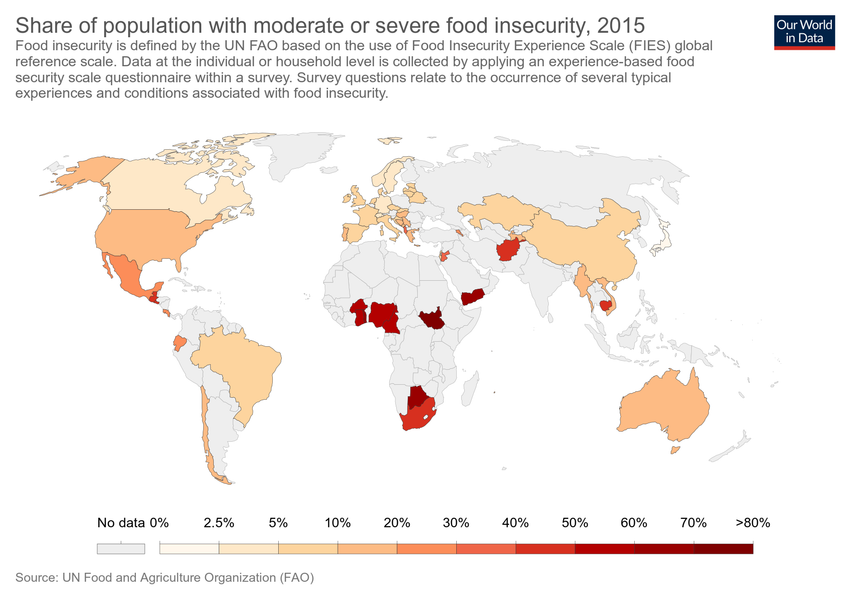 Share of population with moderate or severe food insecurity, 2015
Our World
in Data
Food insecurity is defined by the UN FAO based on the use of Food Insecurity Experience Scale (FIES) global
reference scale. Data at the individual or household level is collected by applying an experience-based food
security scale questionnaire within a survey. Survey questions relate to the occurrence of several typical
experiences and conditions associated with food insecurity.
No data 0% 2.5% 5% 10% 20% 30% 40% 50% 60% 70% >80%
Source: UN Food and Agriculture Organization (FAO)